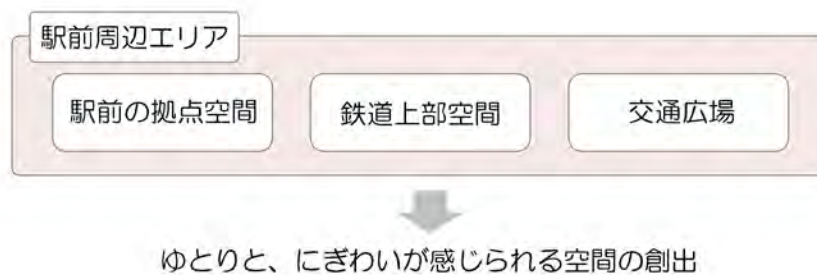 駅前周辺エリア
駅前の拠点空間
鉄道上部空間
交通広場
ゆとりと、にぎわいが感じられる空間の創出